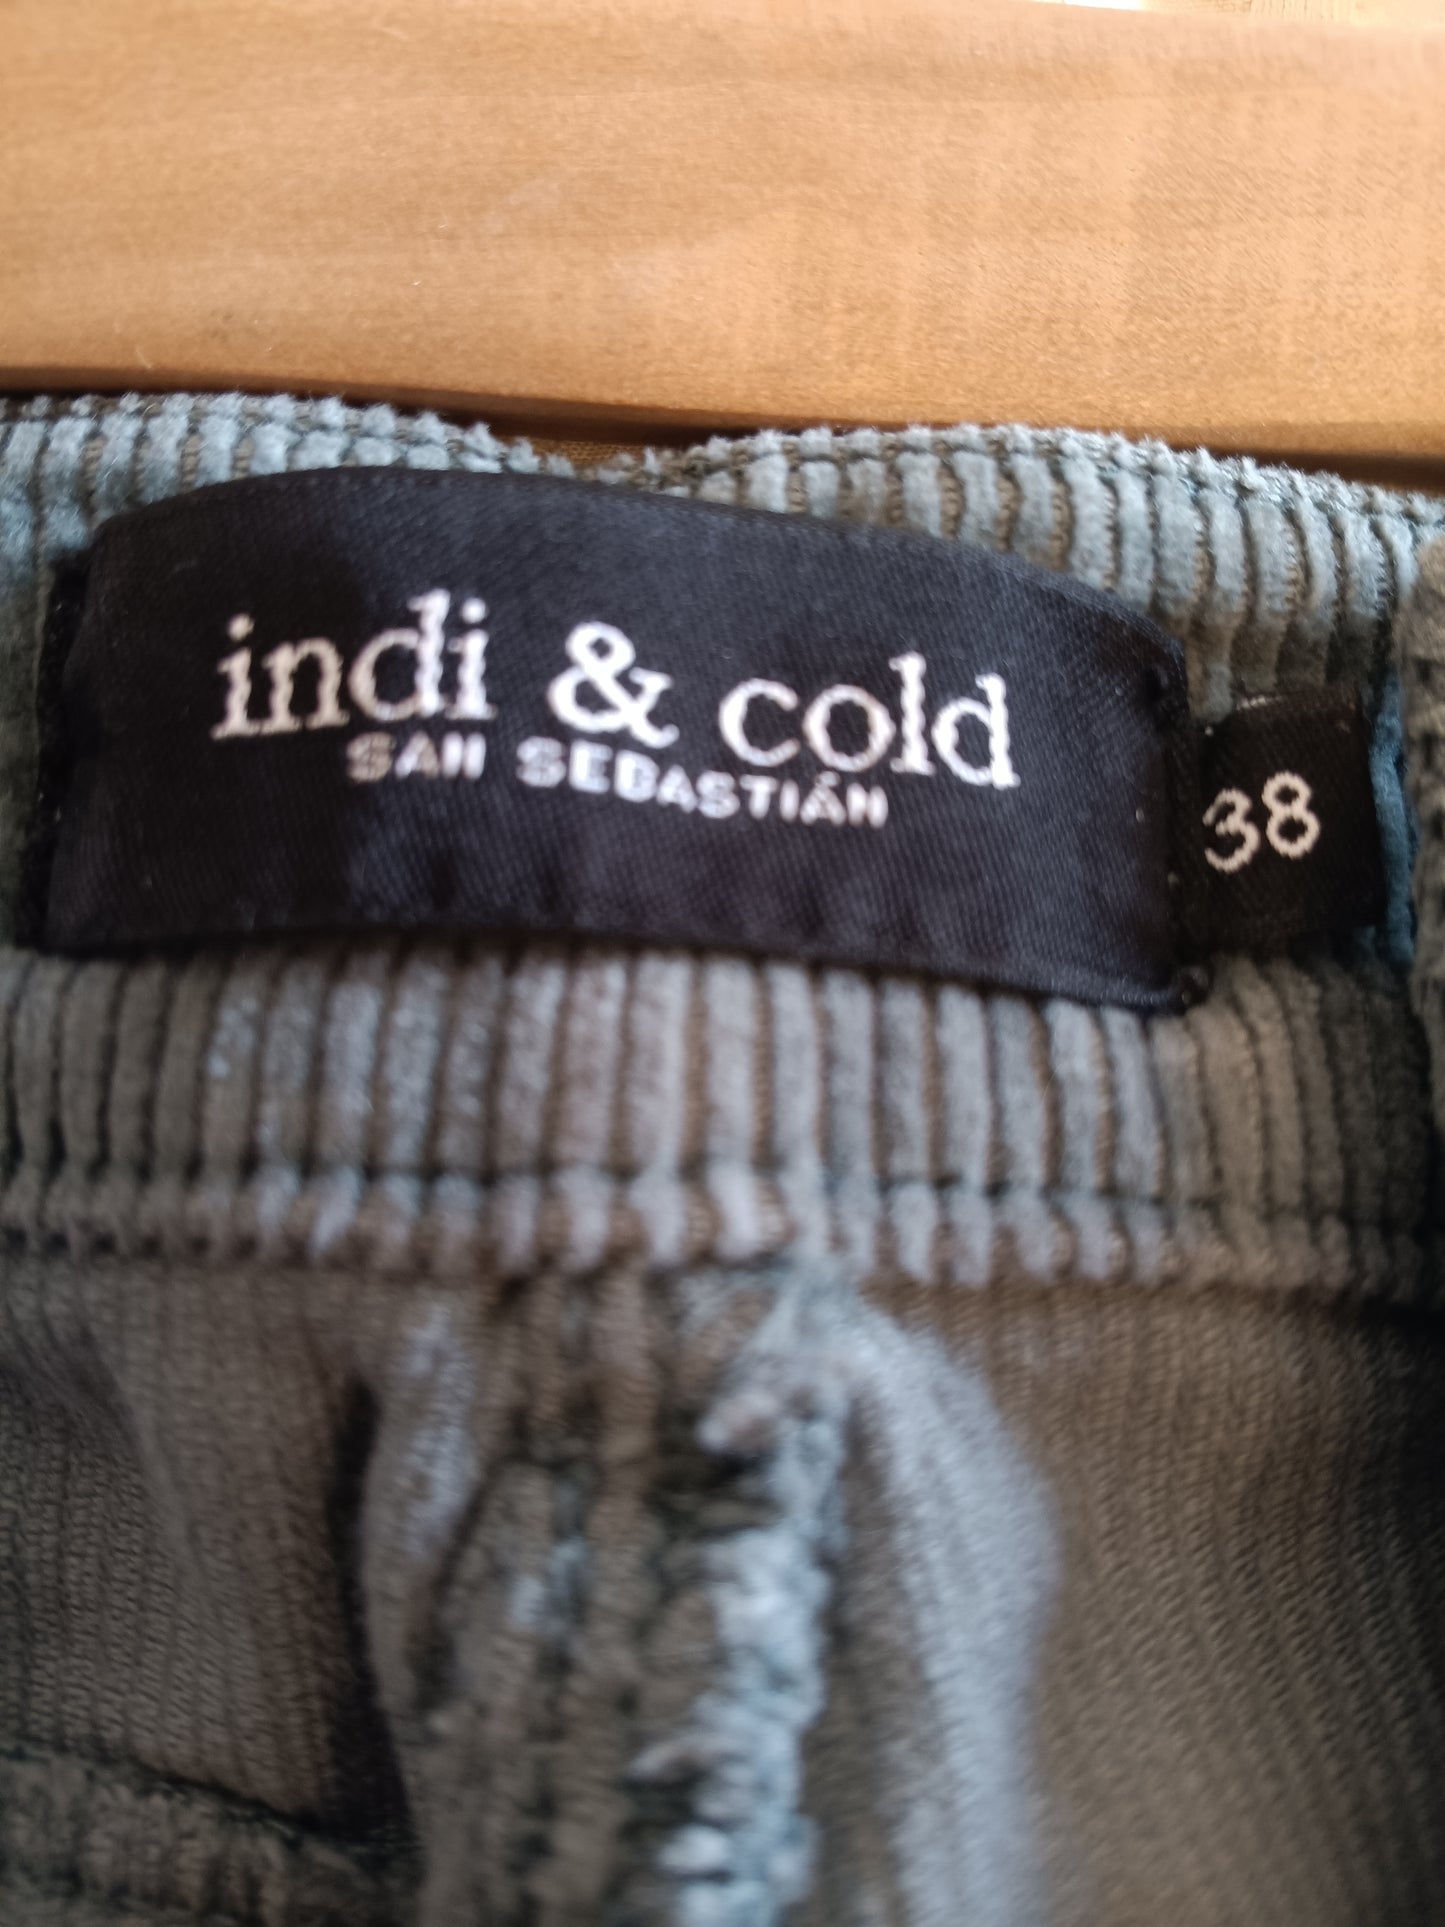 indi & cold
SAN SEBASTIÁN
38